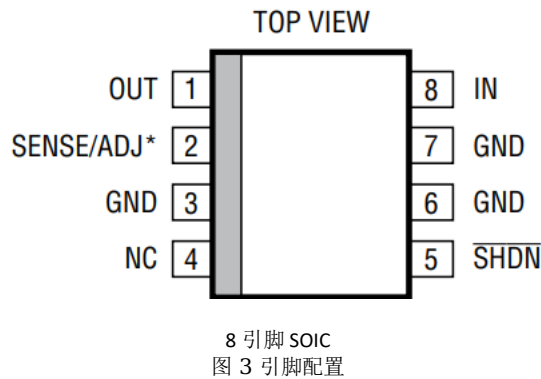 TOP VIEW
OUT 1
8 IN
SENSE/ADJ* 2
7 GND
GND 3
6 GND
NC 4
5 SHDN
8 引脚 SOIC
图 3 引脚配置